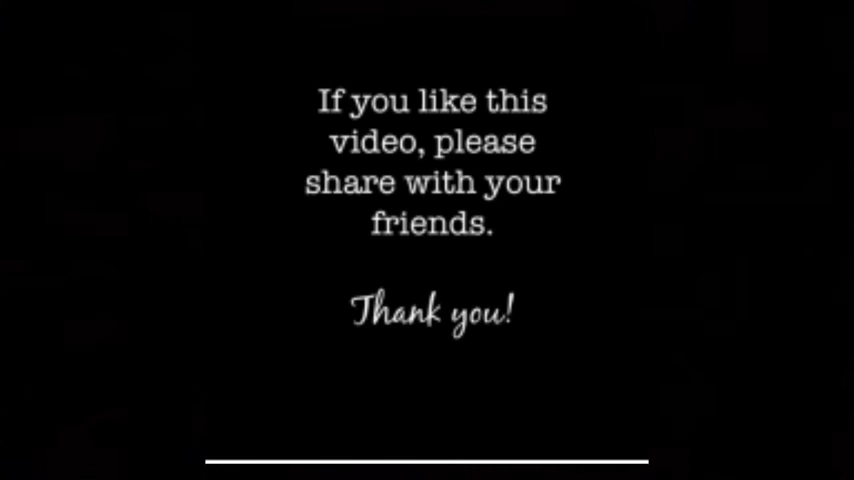 If you like this
video, please
share with your
friends.
Thank you!